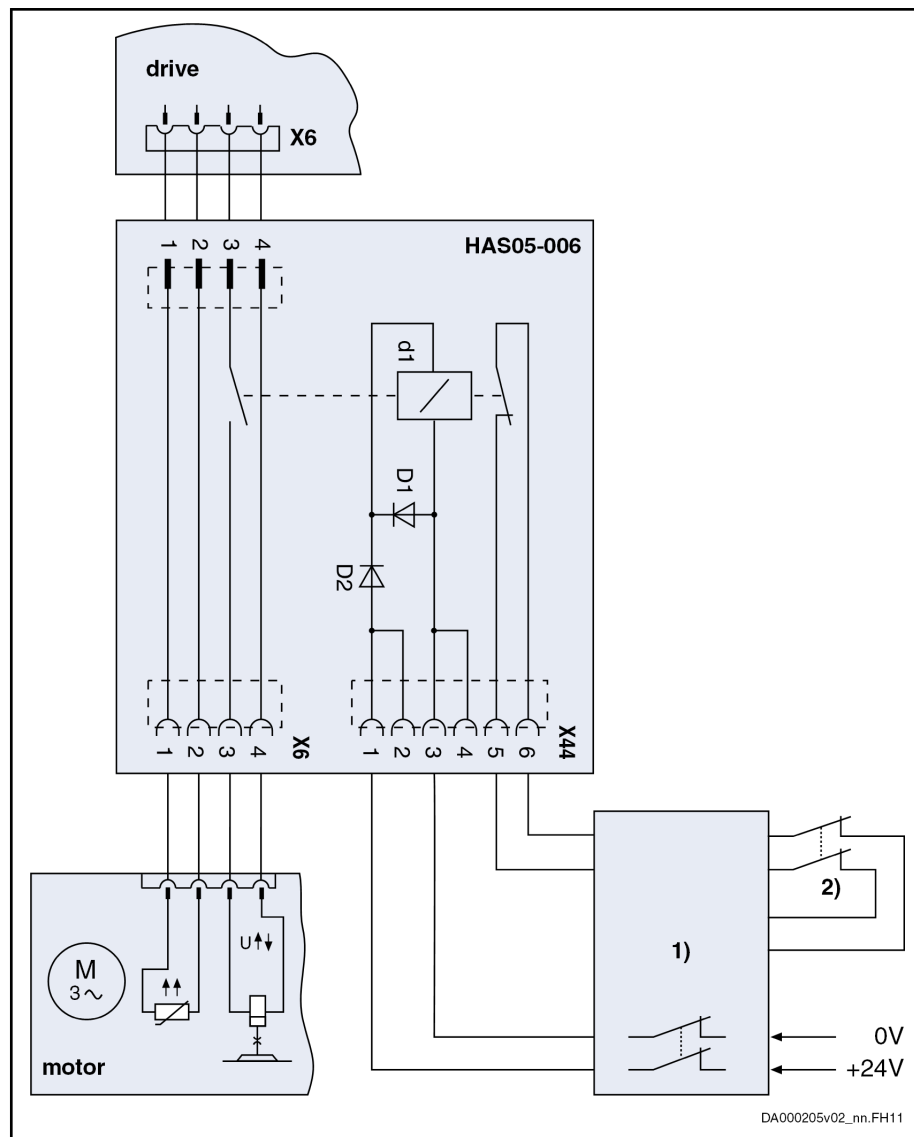 drive
X6
1 2 3 4
HAS05-006
d1
D1
D2
1 2 3 4
X6
1 2 3 4 5 6
X44
2)
1)
U
M
3~
motor
0V
+24V
DA000205v02_nn.FH11